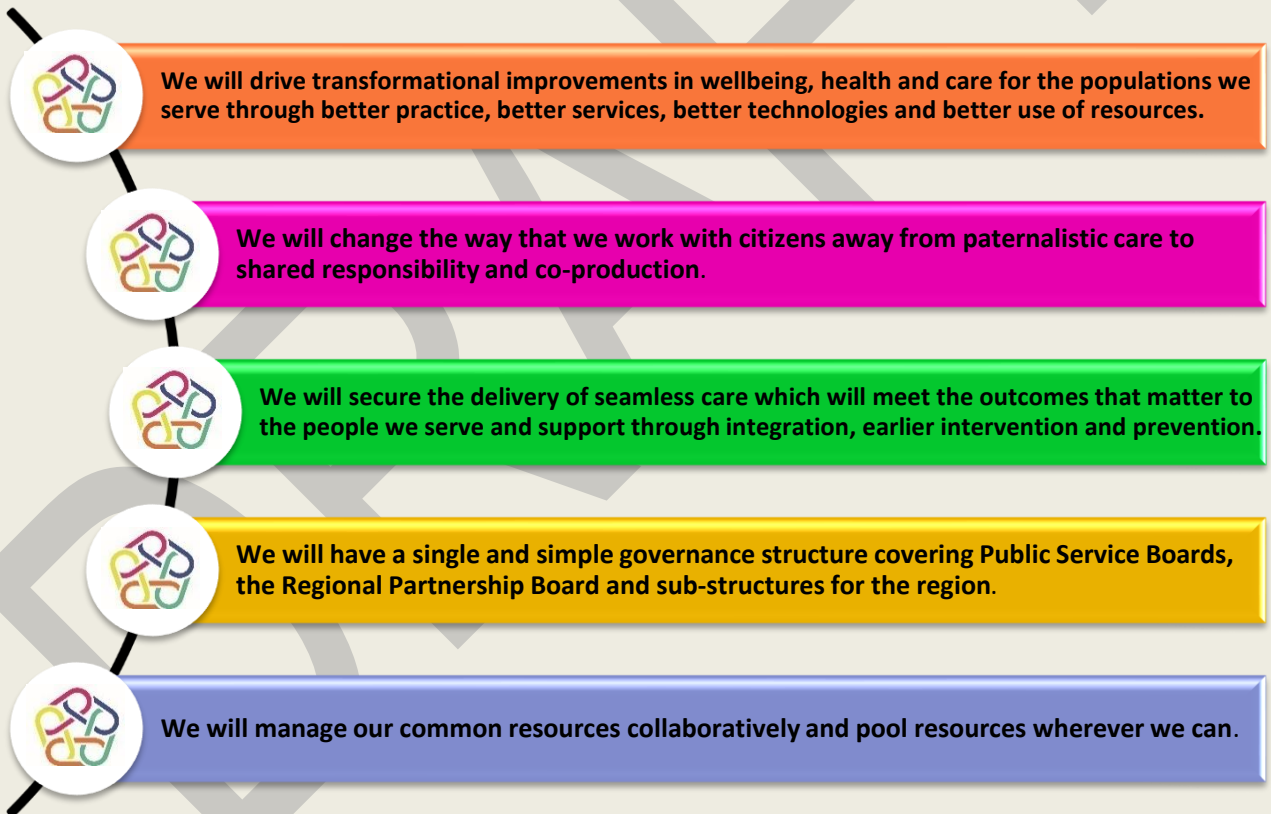 We will drive transformational improvements in wellbeing, health and care for the populations we
serve through better practice, better services, better technologies and better use of resources.
We will change the way that we work with citizens away from paternalistic care to
shared responsibility and co-production.
We will secure the delivery of seamless care which will meet the outcomes that matter to
the people we serve and support through integration, earlier intervention and prevention.
We will have a single and simple governance structure covering Public Service Boards,
the Regional Partnership Board and sub-structures for the region.
We will manage our common resources collaboratively and pool resources wherever we can.